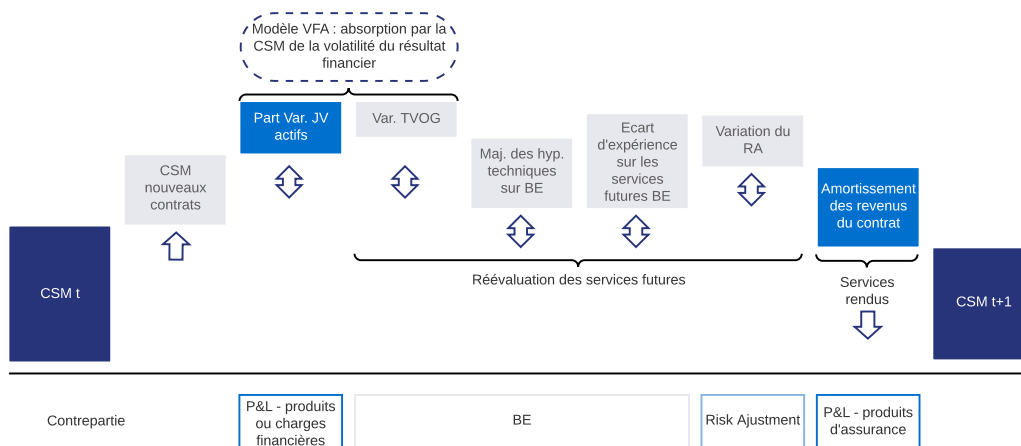 Modèle VFA : absorption par la
CSM de la volatilité du résultat
financier
Part Var. JV
actifs
Var. TVOG
CSM
nouveaux
contrats
Maj. des hyp.
techniques
sur BE
Ecart
d'expérience
sur les
services
futures BE
Variation du
RA
Amortissement
des revenus
du contrat
CSM t
Réévaluation des services futures
Services
rendus
CSM t+1
Contrepartie
P&L - produits
ou charges
financières
BE
Risk Ajustment
P&L - produits
d'assurance